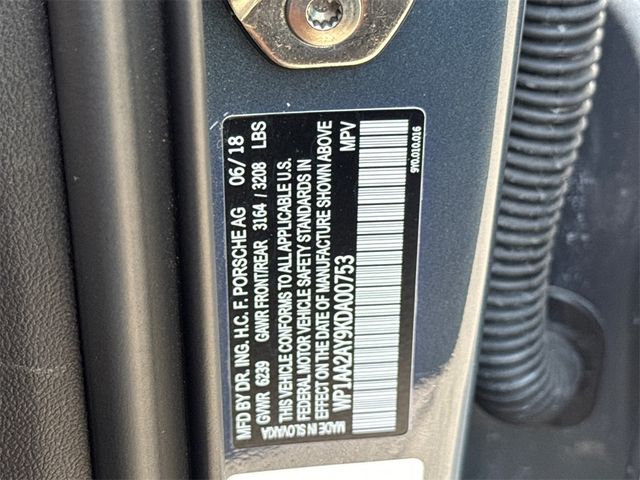 MFD BY DR. ING. H.C. F. PORSCHE AG 06/18
GVWR 6239 GAWR FRONT/REAR 3164 / 3208 LBS
THIS VEHICLE CONFORMS TO ALL APPLICABLE U.S.
FEDERAL MOTOR VEHICLE SAFETY STANDARDS IN
EFFECT ON THE DATE OF MANUFACTURE SHOWN ABOVE
WP1AA2AY9KDA00753 MPV
MADE IN SLOVAKIA
9Y0.010.016